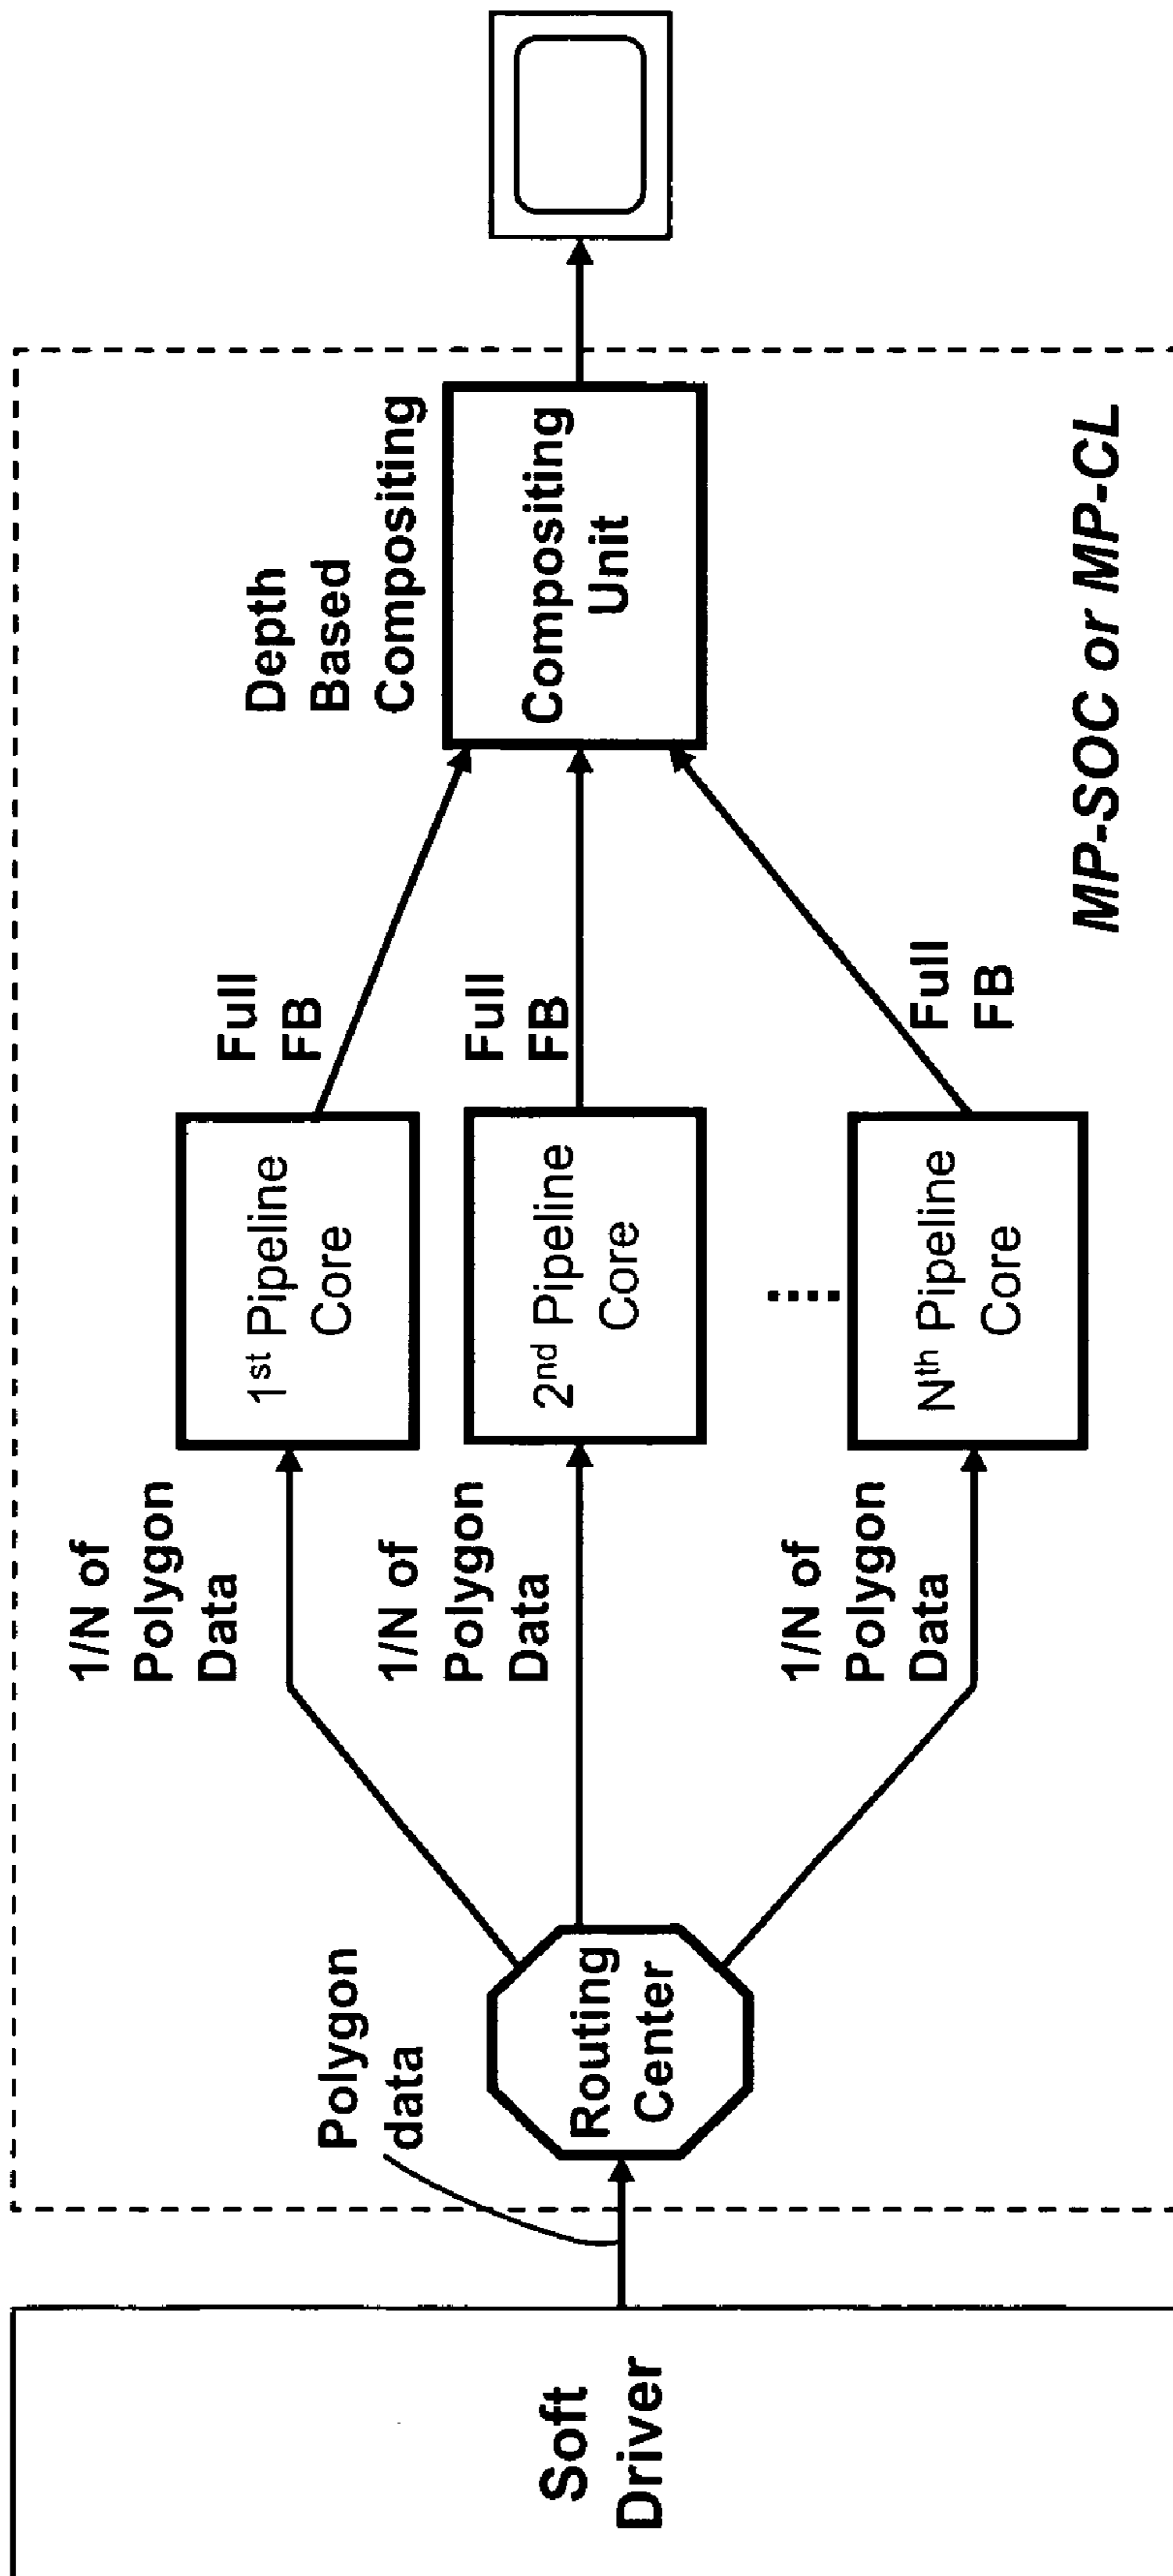 Soft
Driver
Polygon
data
Routing
Center
1/N of
Polygon
Data
1/N of
Polygon
Data
1/N of
Polygon
Data
1st Pipeline
Core
2nd Pipeline
Core
Nth Pipeline
Core
Full
FB
Full
FB
Full
FB
Depth
Based
Compositing
Compositing
Unit
MP-SOC or MP-CL